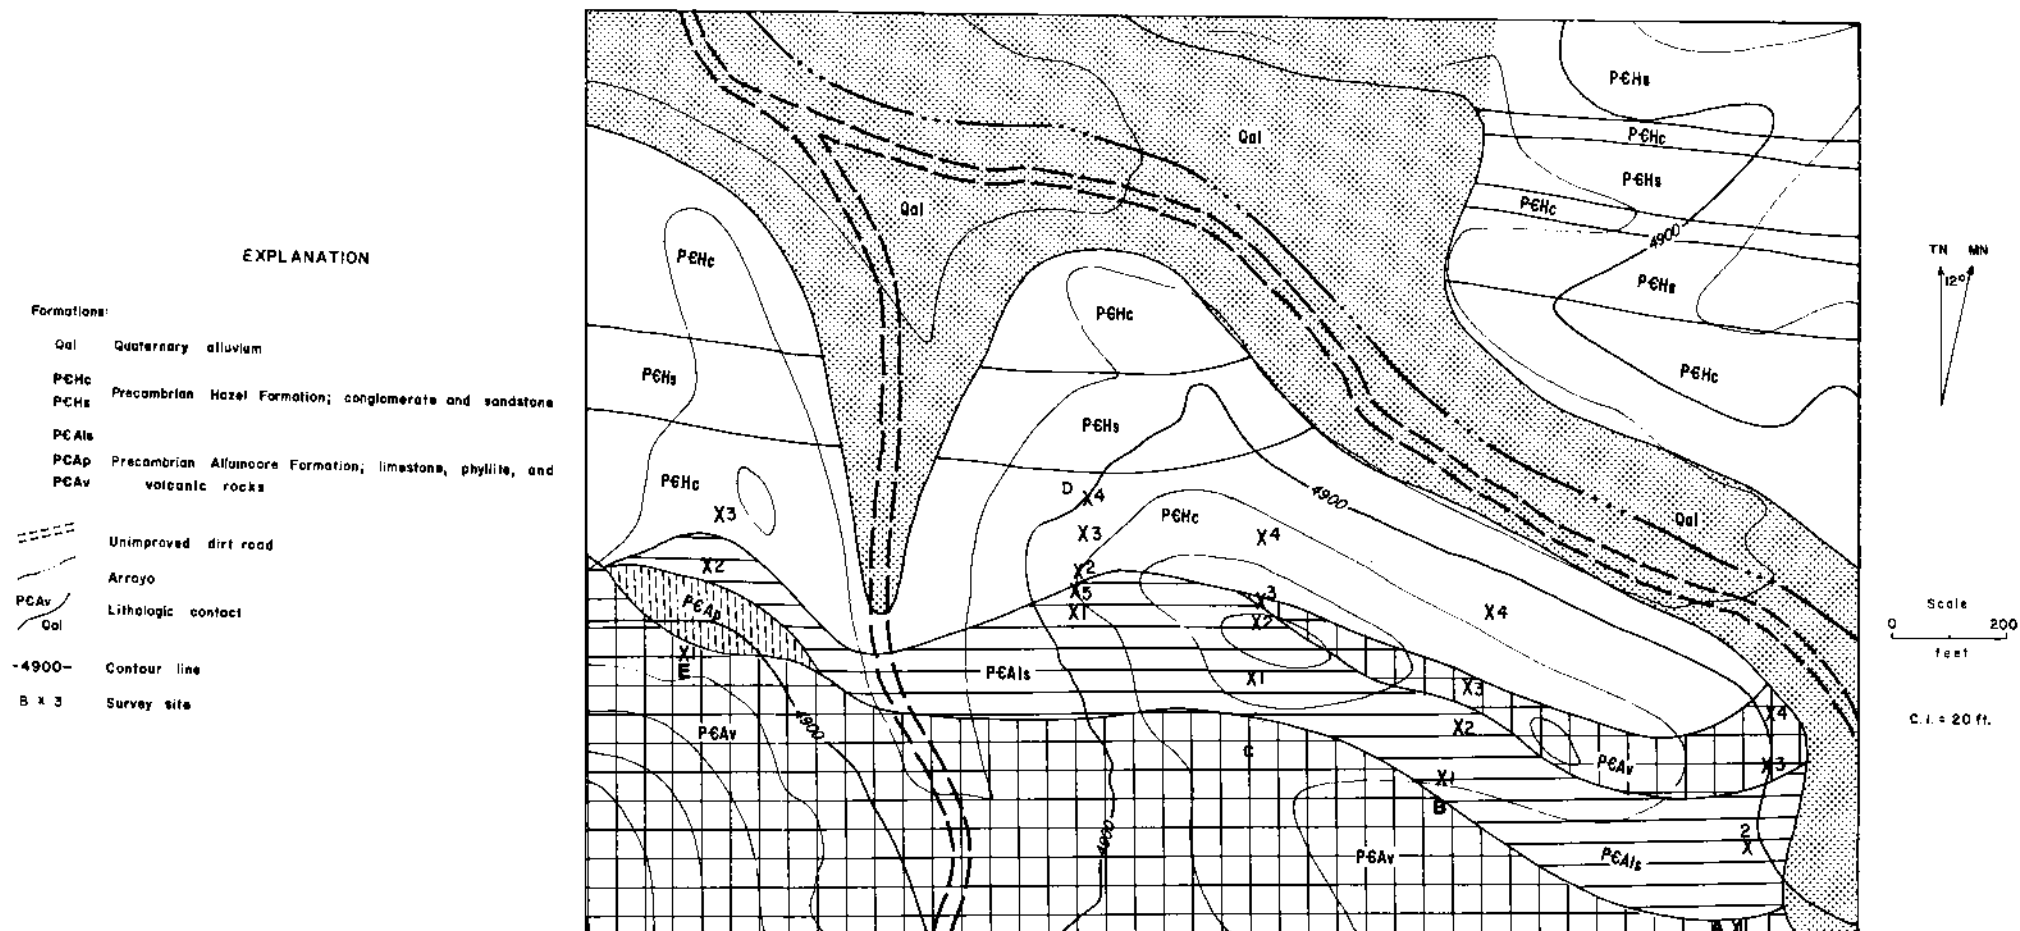 EXPLANATION
Formations:
Qal Quaternary alluvium
P€Hc
P€Hs
Precambrian Hazel Formation; conglomerate and sandstone
P€Als
P€Ap
P€Av
Precambrian Allamoore Formation; limestone, phyllite, and
volcanic rocks
Unimproved dirt road
Arroyo
P€Av
Qal
Lithologic contact
-4900- Contour line
B X 3 Survey site
P€Hs
P€Hc
Qal
P€Hs
P€Hc
Qal
4900
P€Hc
P€Hs
P€Hc
P€Hs
P€Hc
P€Hs
P€Hc
D X4
4900
P€Hc
X3
P€Hc
X3
X4
Qal
X2
X2
X5
X1
X3
X2
X4
P€Ap
X
E
P€Als
X1
X3
X4
4900
P€Av
X2
C
P€Av
X3
X1
B
4900
P€Av
2
X
P€Als
A X1
TN MN
12°
Scale
0 200
feet
C.I. = 20 ft.